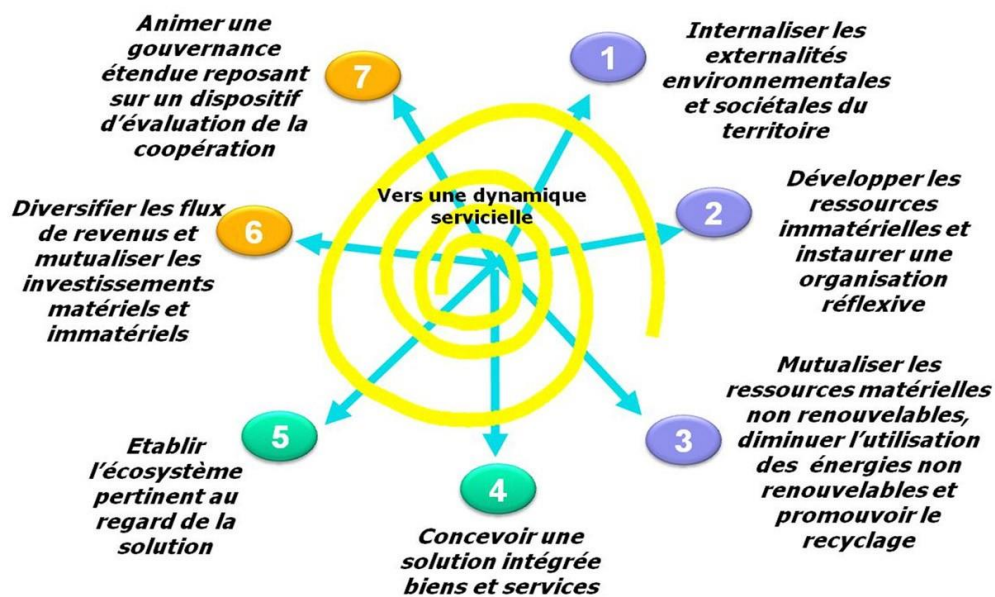 Vers une dynamique
servicielle
1
Internaliser les
externalités
environnementales
et sociétales du
territoire
2
Développer les
ressources
immatérielles et
instaurer une
organisation
réflexive
3
Mutualiser les
ressources matérielles
non renouvelables,
diminuer l'utilisation
des énergies non
renouvelables et
promouvoir le
recyclage
4
Concevoir une
solution intégrée
biens et services
5
Etablir
l'écosystème
pertinent au
regard de la
solution
6
Diversifier les flux
de revenus et
mutualiser les
investissements
matériels et
immatériels
7
Animer une
gouvernance
étendue reposant
sur un dispositif
d'évaluation de la
coopération